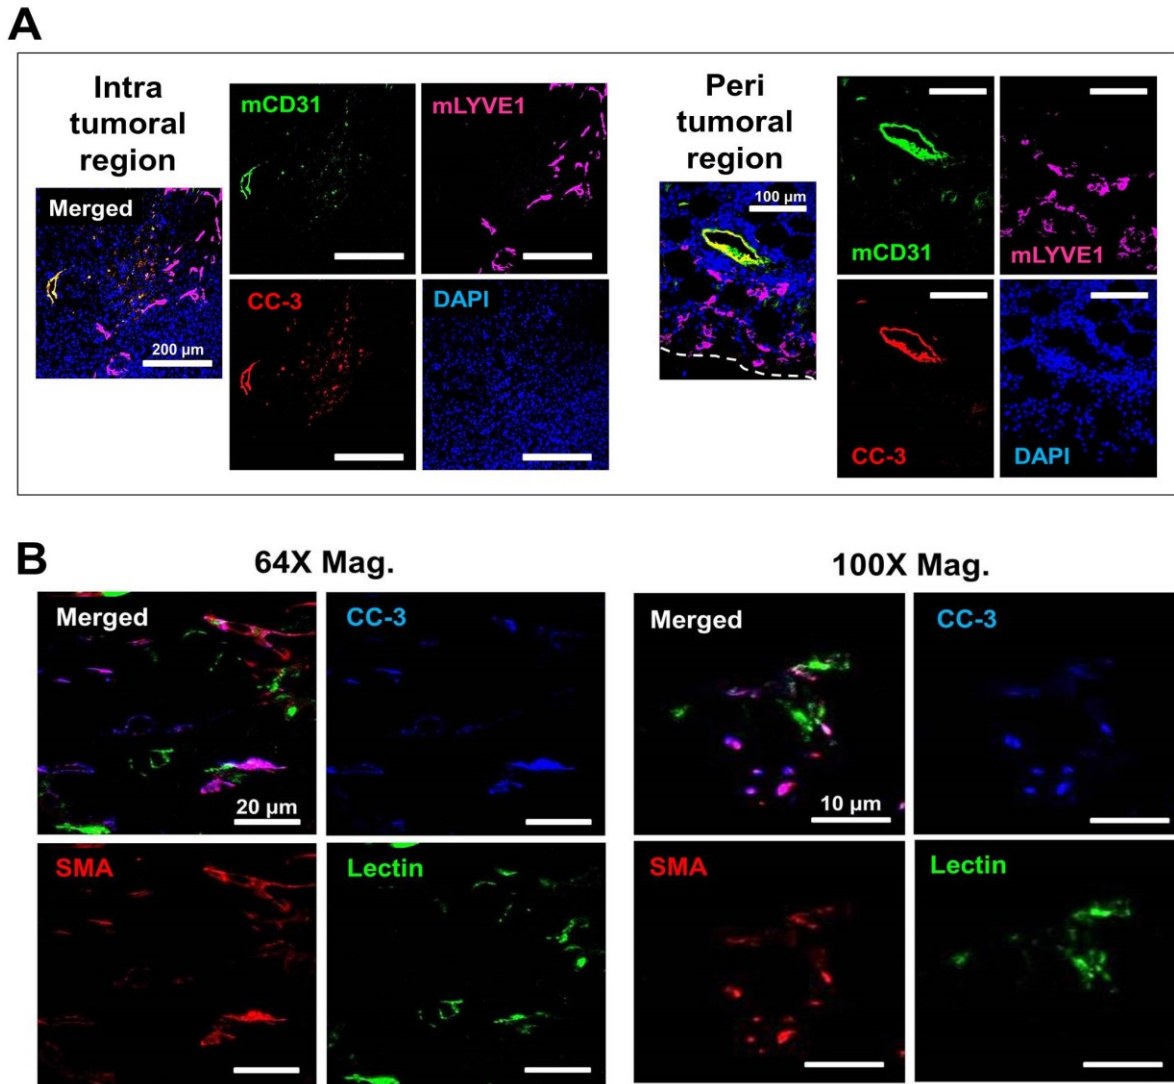 A
Intra
tumoral
region
Merged
200 µm
mCD31
mLYVE1
CC-3
DAPI
Peri
tumoral
region
100 µm
mCD31
mLYVE1
CC-3
DAPI
B
64X Mag.
100X Mag.
Merged
20 µm
CC-3
SMA
Lectin
Merged
10 µm
CC-3
SMA
Lectin